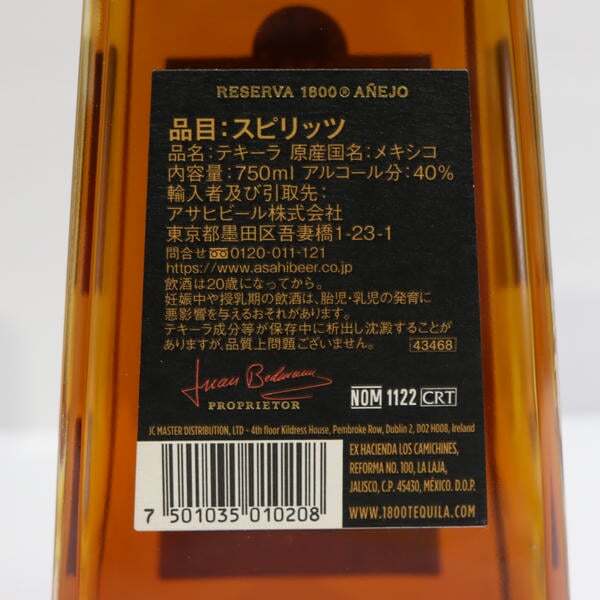 RESERVA 1800® AÑEJO
品目:スピリッツ
品名:テキーラ 原産国名:メキシコ
内容量:750ml アルコール分:40%
輸入者及び引取先:
アサヒビール株式会社
東京都墨田区吾妻橋1-23-1
問合せ 0120-011-121
https://www.asahibeer.co.jp
飲酒は20歳になってから。
妊娠中や授乳期の飲酒は、胎児・乳児の発育に
悪影響を与えるおそれがあります。
テキーラ成分等が保存中に析出し沈澱することが
ありますが、品質上問題ございません。
43468
PROPRIETOR
NOM 1122 CRT
JC MASTER DISTRIBUTION, LTD - 4th floor Kildress House, Pembroke Row, Dublin 2, D02 H008, Ireland
EX HACIENDA LOS CAMICHINES,
REFORMA NO. 100, LA LAJA,
JALISCO, C.P. 45430, MÉXICO. D.O.P.
WWW.1800TEQUILA.COM
7 501035 010208